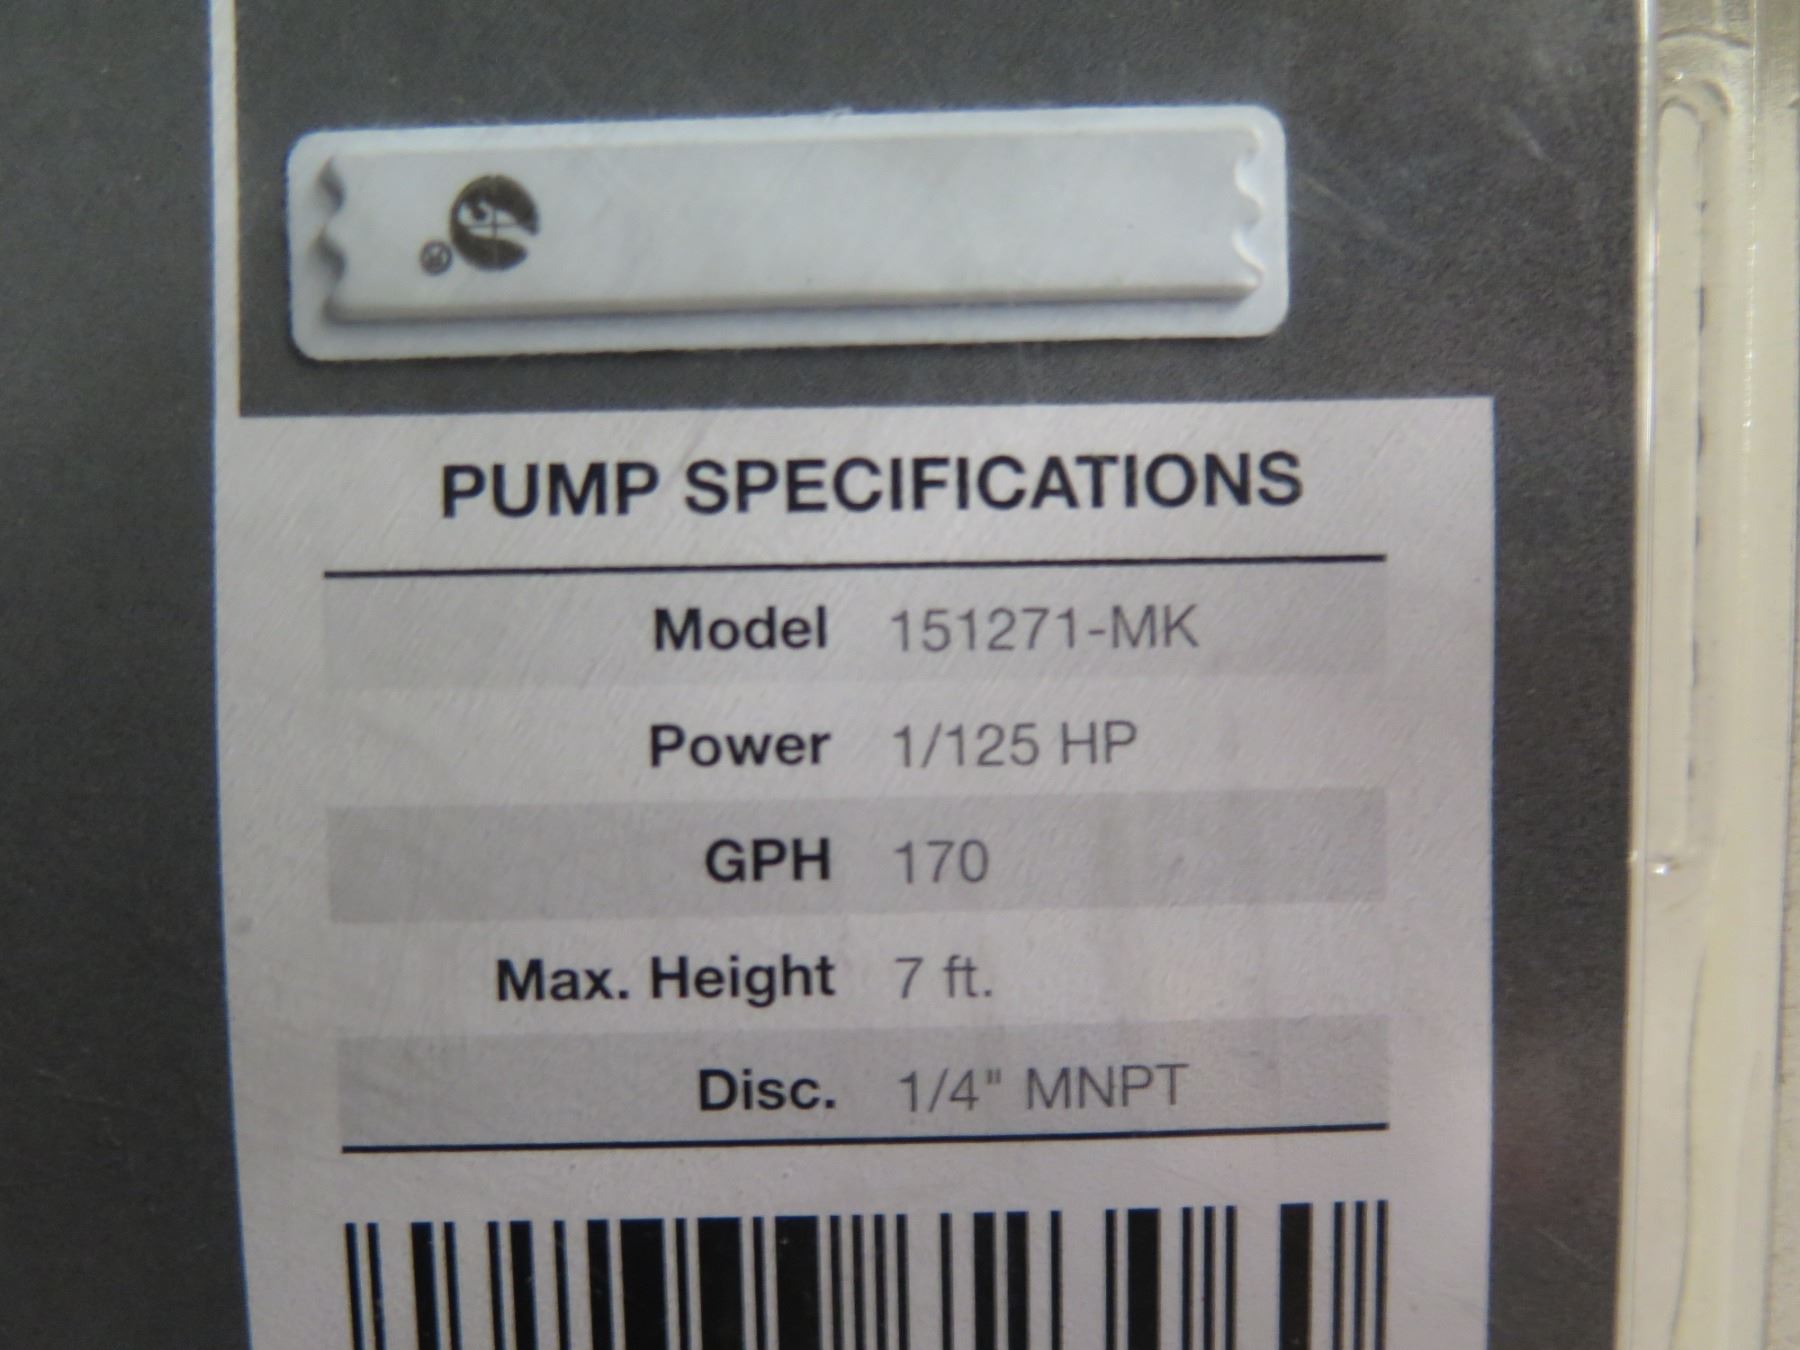 ®
PUMP SPECIFICATIONS
Model 151271-MK
Power 1/125 HP
GPH 170
Max. Height 7 ft.
Disc. 1/4" MNPT